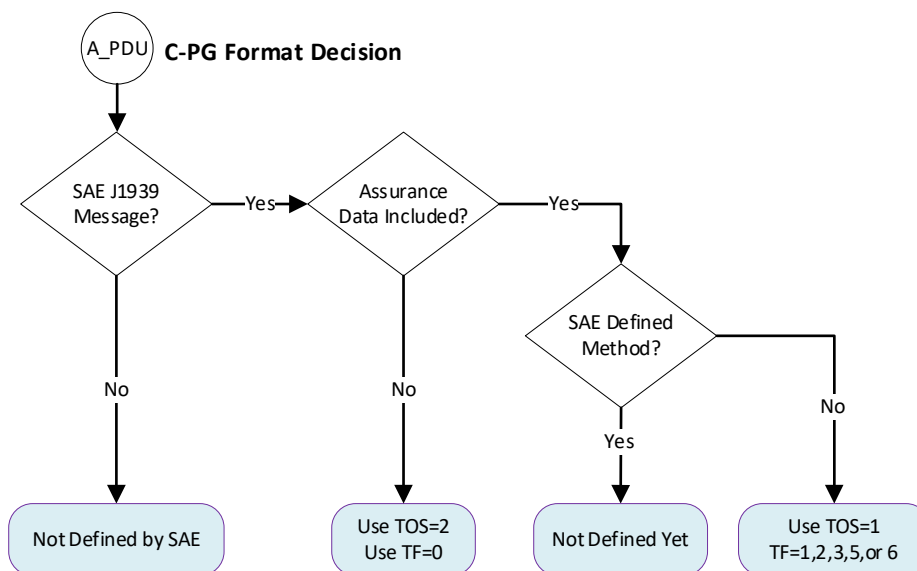 A_PDU
C-PG Format Decision
SAE J1939
Message?
Yes
Assurance
Data Included?
Yes
SAE Defined
Method?
No
No
No
Yes
Not Defined by SAE
Use TOS=2
Use TF=0
Not Defined Yet
Use TOS=1
TF=1,2,3,5,or 6